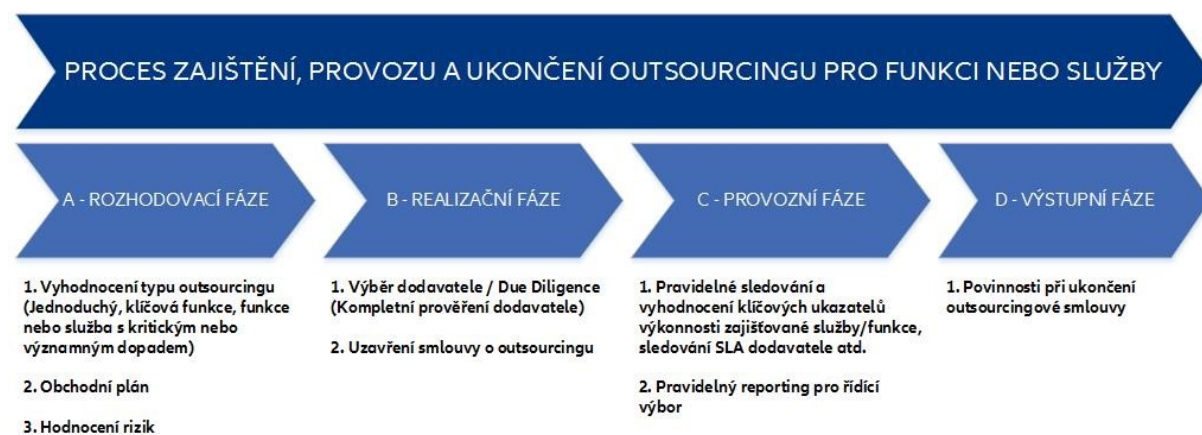 PROCES ZAJIŠTĚNÍ, PROVOZU A UKONČENÍ OUTSOURCINGU PRO FUNKCI NEBO SLUŽBY
A - ROZHODOVACÍ FÁZE
1. Vyhodnocení typu outsourcingu
(Jednoduchý, klíčová funkce, funkce
nebo služba s kritickým nebo
významným dopadem)
2. Obchodní plán
3. Hodnocení rizik
B - REALIZAČNÍ FÁZE
1. Výběr dodavatele / Due Diligence
(Kompletní prověření dodavatele)
2. Uzavření smlouvy o outsourcingu
C - PROVOZNÍ FÁZE
1. Pravidelné sledování a
vyhodnocení klíčových ukazatelů
výkonnosti zajišťované služby/funkce,
sledování SLA dodavatele atd.
2. Pravidelný reporting pro řídící
výbor
D - VÝSTUPNÍ FÁZE
1. Povinnosti při ukončení
outsourcingové smlouvy